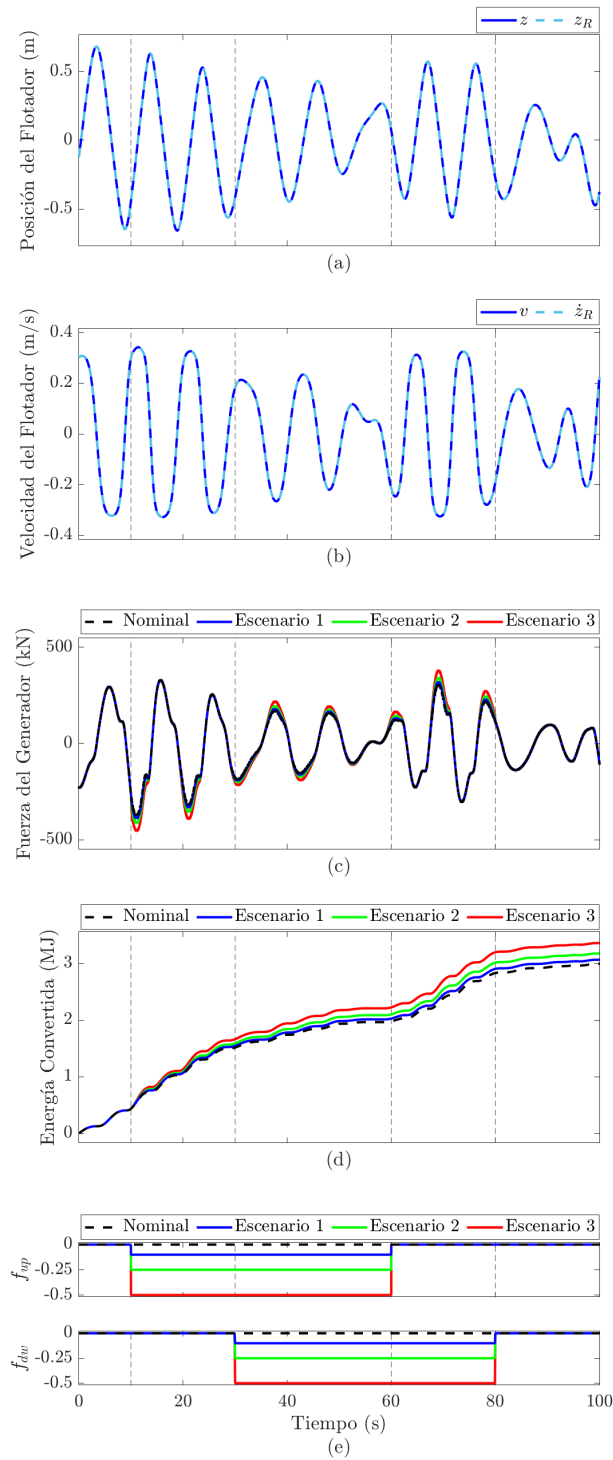 z z_R
Posición del Flotador (m)
0.5
0
-0.5
(a)
v ż_R
Velocidad del Flotador (m/s)
0.4
0.2
0
-0.2
-0.4
(b)
Nominal Escenario 1 Escenario 2 Escenario 3
Fuerza del Generador (kN)
500
0
-500
(c)
Nominal Escenario 1 Escenario 2 Escenario 3
Energía Convertida (MJ)
3
2
1
0
(d)
Nominal Escenario 1 Escenario 2 Escenario 3
f_up
0
-0.25
-0.5
f_dw
0
-0.25
-0.5
0 20 40 60 80 100
Tiempo (s)
(e)